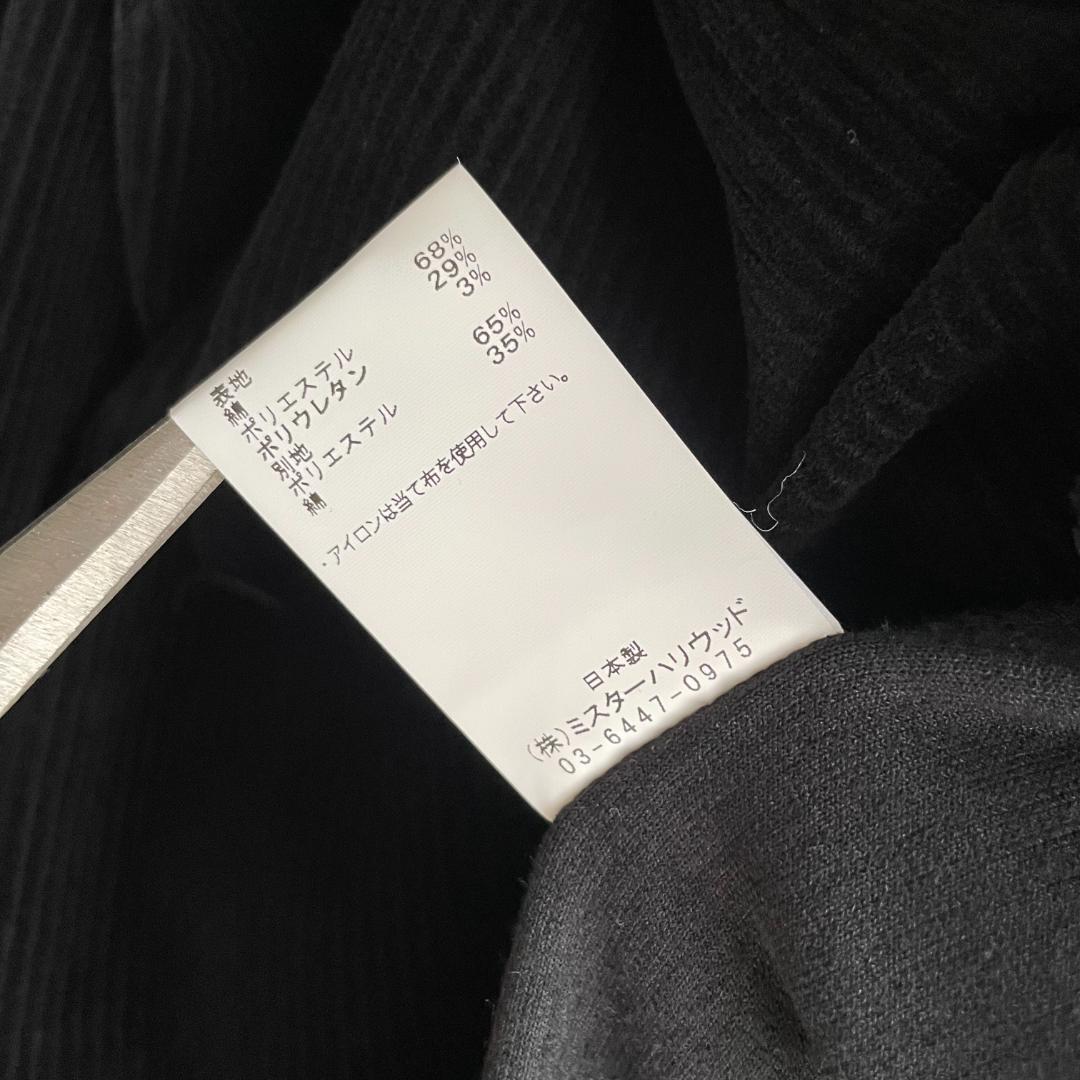 表地
綿 68%
ポリエステル 29%
ポリウレタン 3%
別地
ポリエステル 65%
綿 35%
・アイロンは当て布を使用して下さい。
日本製
(株)ミスターハリウッド
03-6447-0975